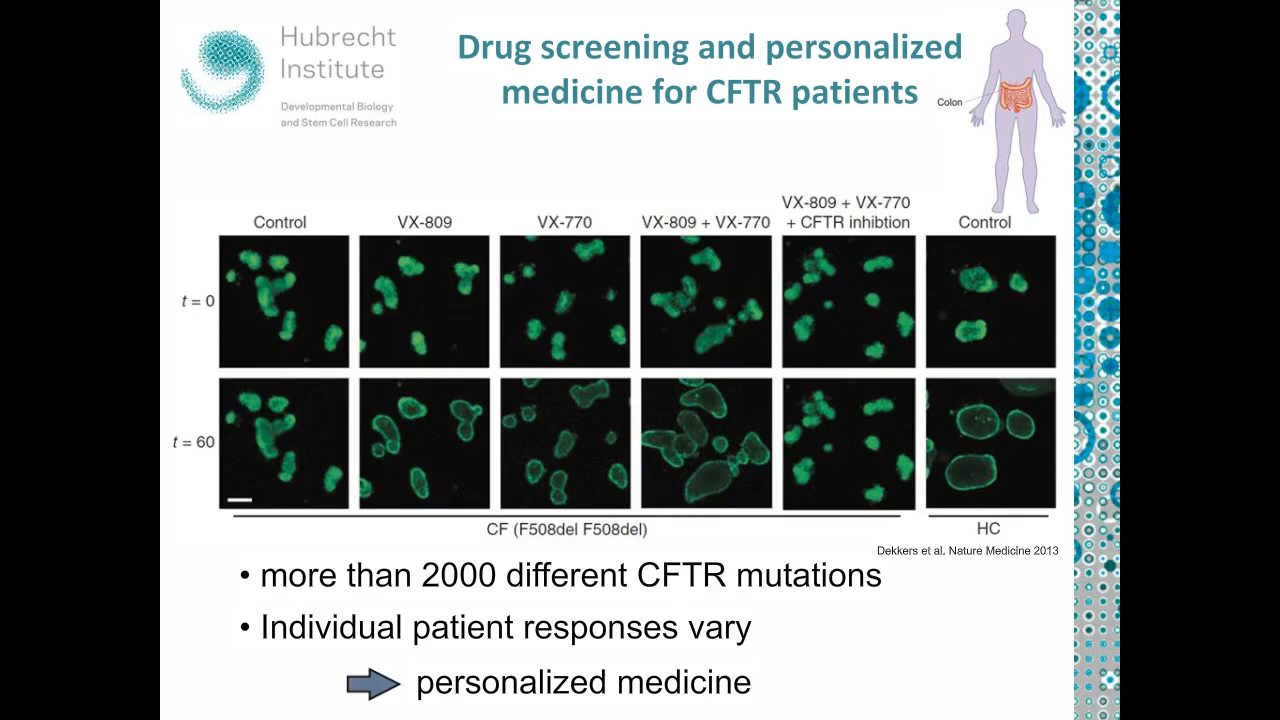 Hubrecht
Institute
Developmental Biology
and Stem Cell Research
Drug screening and personalized
medicine for CFTR patients
Colon
Control
VX-809
VX-770
VX-809 + VX-770
VX-809 + VX-770
+ CFTR inhibtion
Control
t = 0
t = 60
CF (F508del F508del)
HC
Dekkers et al. Nature Medicine 2013
• more than 2000 different CFTR mutations
• Individual patient responses vary
personalized medicine